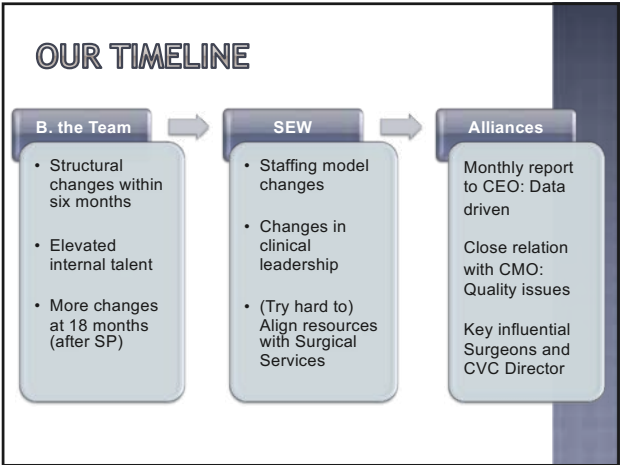 OUR TIMELINE
B. the Team
• Structural
changes within
six months
• Elevated
internal talent
• More changes
at 18 months
(after SP)
SEW
• Staffing model
changes
• Changes in
clinical
leadership
• (Try hard to)
Align resources
with Surgical
Services
Alliances
Monthly report
to CEO: Data
driven
Close relation
with CMO:
Quality issues
Key influential
Surgeons and
CVC Director